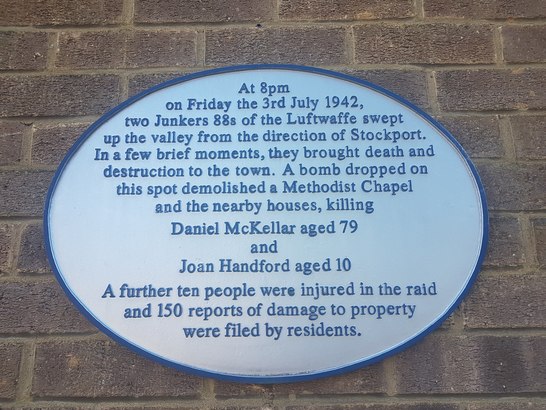 At 8pm
on Friday the 3rd July 1942,
two Junkers 88s of the Luftwaffe swept
up the valley from the direction of Stockport.
In a few brief moments, they brought death and
destruction to the town. A bomb dropped on
this spot demolished a Methodist Chapel
and the nearby houses, killing
Daniel McKellar aged 79
and
Joan Handford aged 10
A further ten people were injured in the raid
and 150 reports of damage to property
were filed by residents.